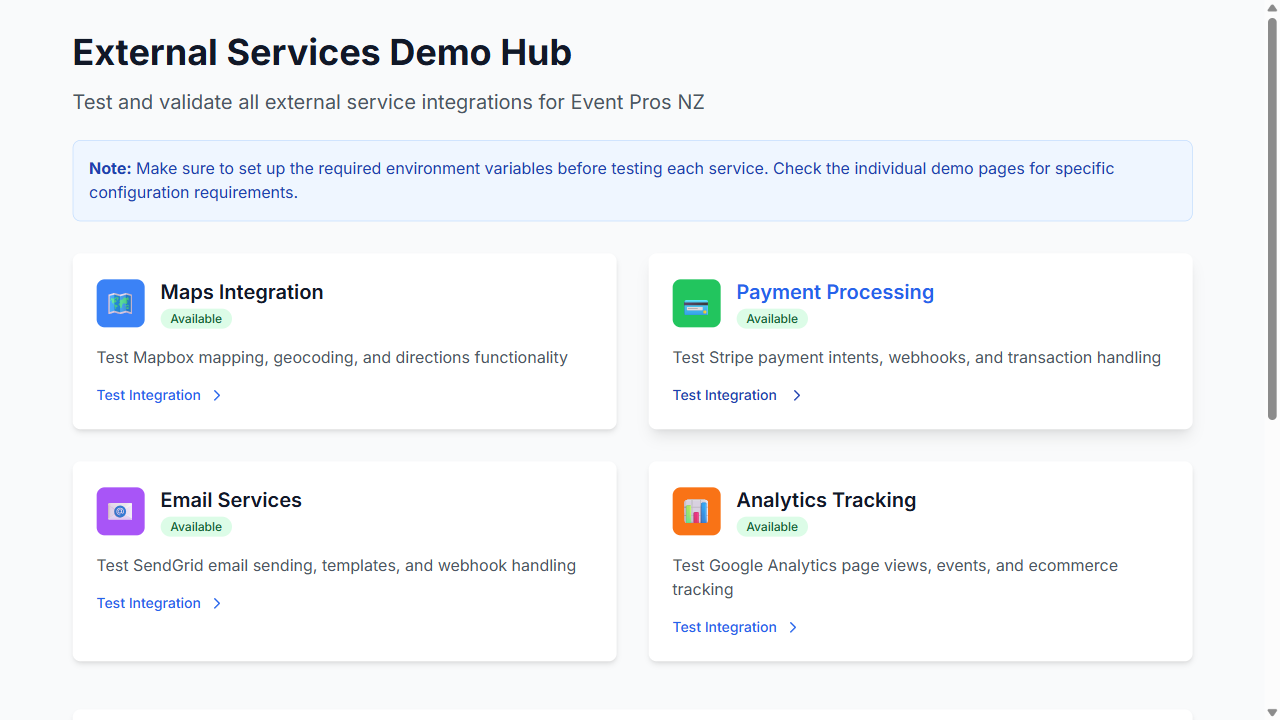 External Services Demo Hub
Test and validate all external service integrations for Event Pros NZ
Note: Make sure to set up the required environment variables before testing each service. Check the individual demo pages for specific
configuration requirements.
Maps Integration
Available
Test Mapbox mapping, geocoding, and directions functionality
Test Integration
Payment Processing
Available
Test Stripe payment intents, webhooks, and transaction handling
Test Integration
Email Services
Available
Test SendGrid email sending, templates, and webhook handling
Test Integration
Analytics Tracking
Available
Test Google Analytics page views, events, and ecommerce
tracking
Test Integration